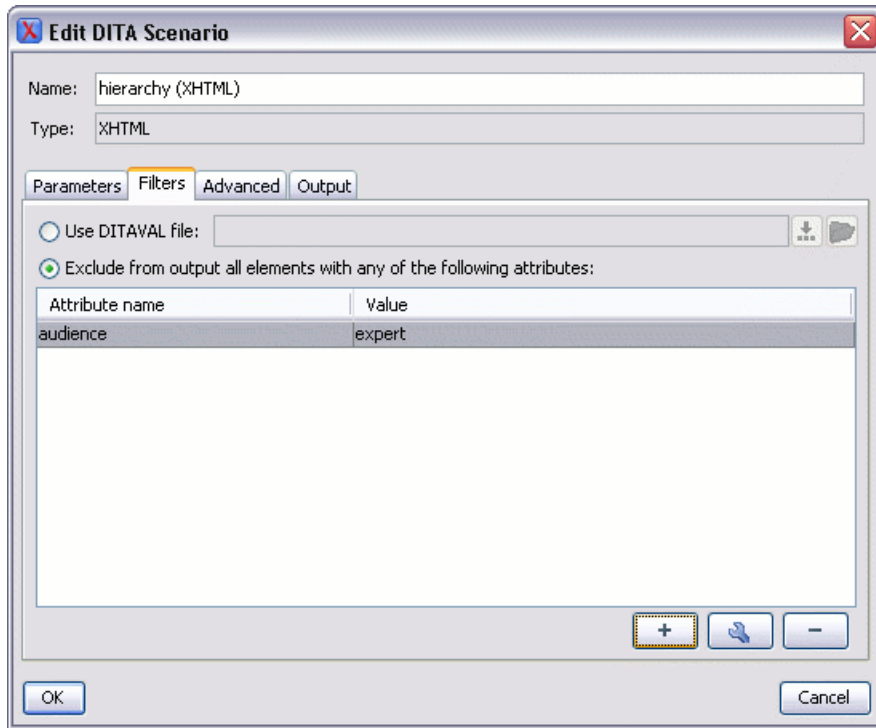 Edit DITA Scenario
Name: hierarchy (XHTML)
Type: XHTML
Parameters Filters Advanced Output
Use DITAVAL file:
Exclude from output all elements with any of the following attributes:
Attribute name Value
audience expert
+ −
OK Cancel